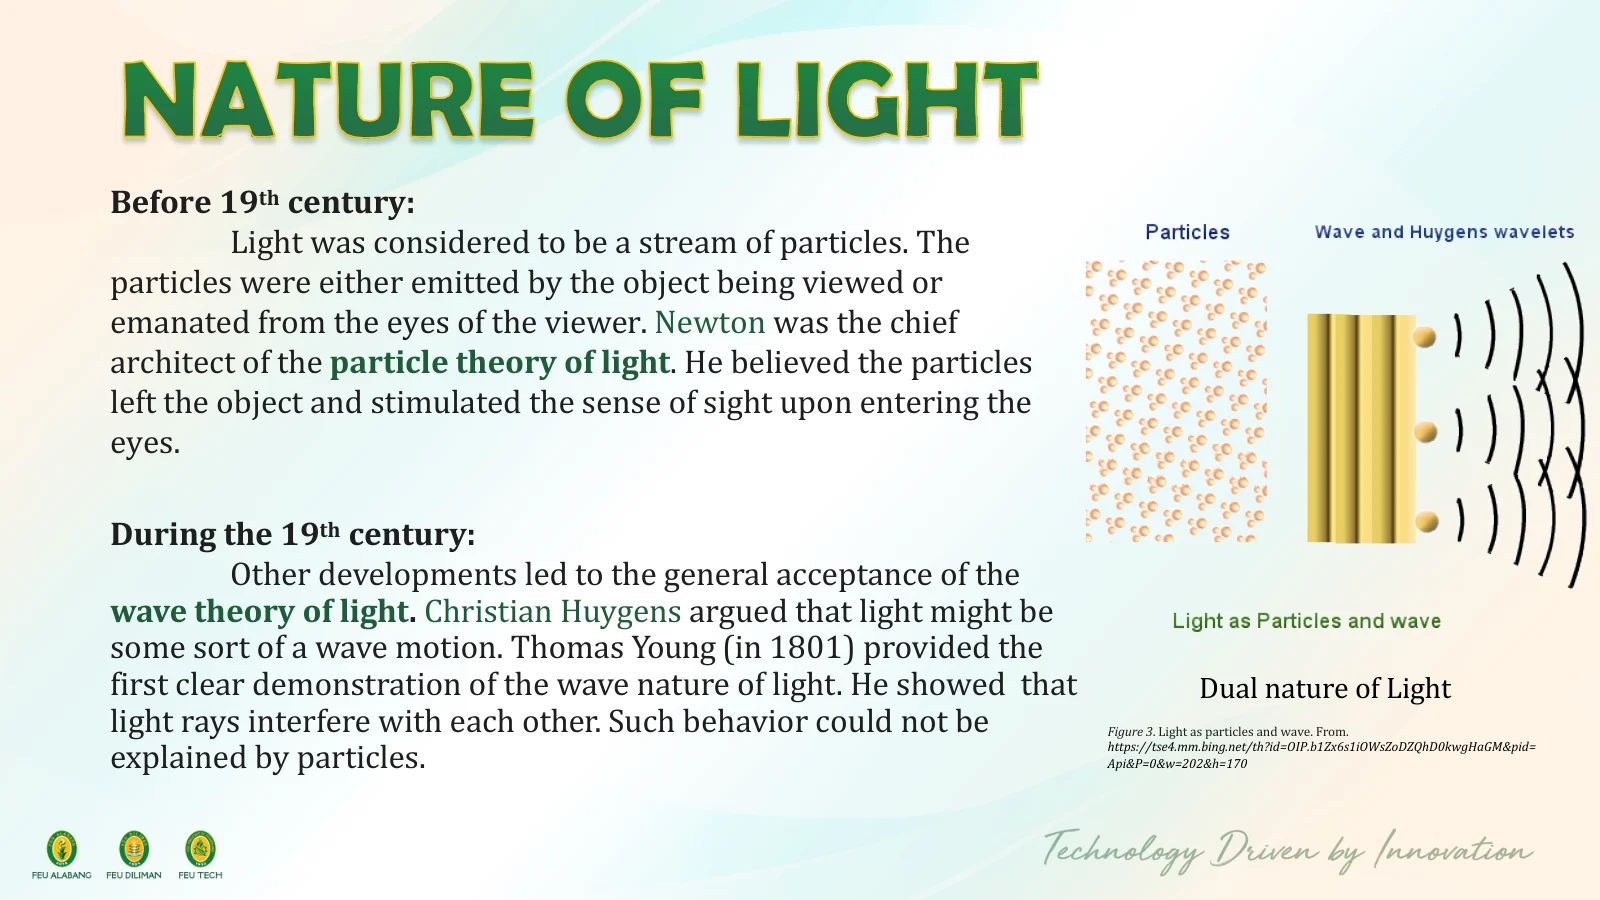 NATURE OF LIGHT
Before 19th century:
Light was considered to be a stream of particles. The
particles were either emitted by the object being viewed or
emanated from the eyes of the viewer. Newton was the chief
architect of the particle theory of light. He believed the particles
left the object and stimulated the sense of sight upon entering the
eyes.
During the 19th century:
Other developments led to the general acceptance of the
wave theory of light. Christian Huygens argued that light might be
some sort of a wave motion. Thomas Young (in 1801) provided the
first clear demonstration of the wave nature of light. He showed  that
light rays interfere with each other. Such behavior could not be
explained by particles.
Particles
Wave and Huygens wavelets
Light as Particles and wave
Dual nature of Light
Figure 3. Light as particles and wave. From.
https://tse4.mm.bing.net/th?id=OIP.b1Zx6s1iOWsZoDZQhD0kwgHaGM&pid=
Api&P=0&w=202&h=170
FEU ALABANG
FEU DILIMAN
FEU TECH
Technology Driven by Innovation